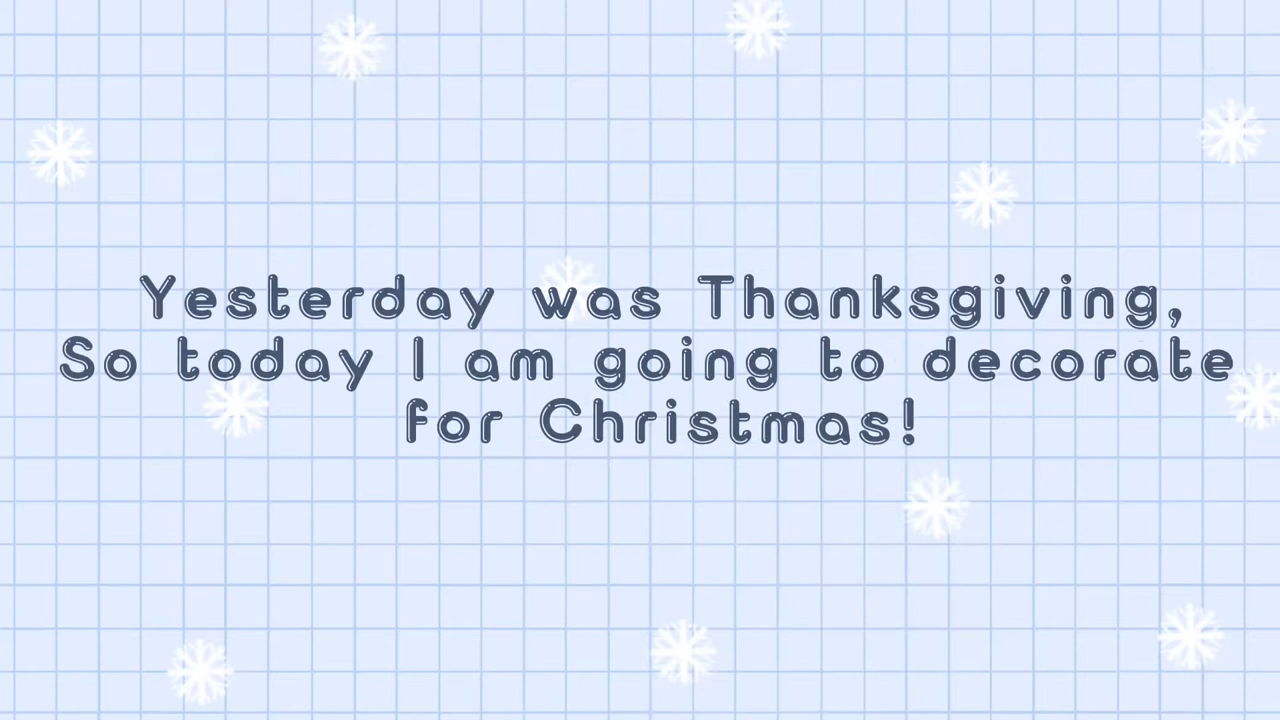 Yesterday was Thanksgiving,
So today I am going to decorate
for Christmas!